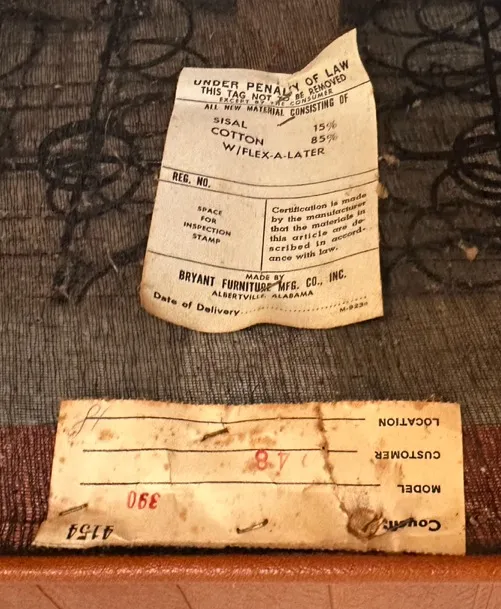 UNDER PENALTY OF LAW
THIS TAG NOT TO BE REMOVED
EXCEPT BY THE CONSUMER
ALL NEW MATERIAL CONSISTING OF
SISAL 15%
COTTON 85%
W/FLEX-A-LATER
REG. NO.
SPACE
FOR
INSPECTION
STAMP
Certification is made
by the manufacturer
that the materials in
this article are de-
scribed in accord-
ance with law.
MADE BY
BRYANT FURNITURE MFG. CO., INC.
ALBERTVILLE, ALABAMA
Date of Delivery
M-9238
4154
MODEL 390
CUSTOMER 48
LOCATION